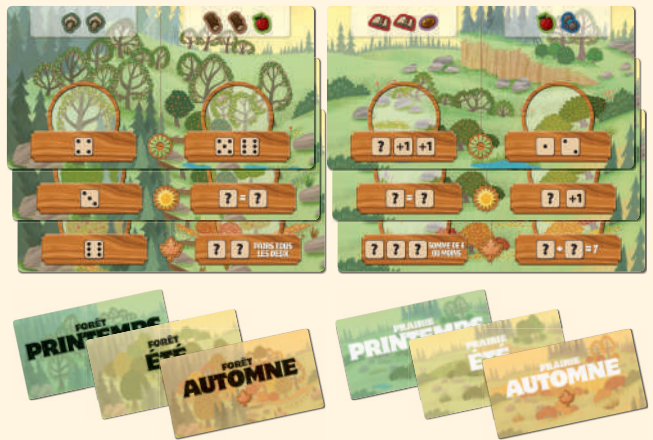 ? +1 +1
? = ?
? = ?
? +1
PAIRS TOUS
LES DEUX
? ?
? ? ?
SOMME DE 8
OU MOINS
? + ? = 7
FORÊT
PRINTEMPS
FORÊT
ÉTÉ
FORÊT
AUTOMNE
PRAIRIE
PRINTEMPS
PRAIRIE
ÉTÉ
PRAIRIE
AUTOMNE